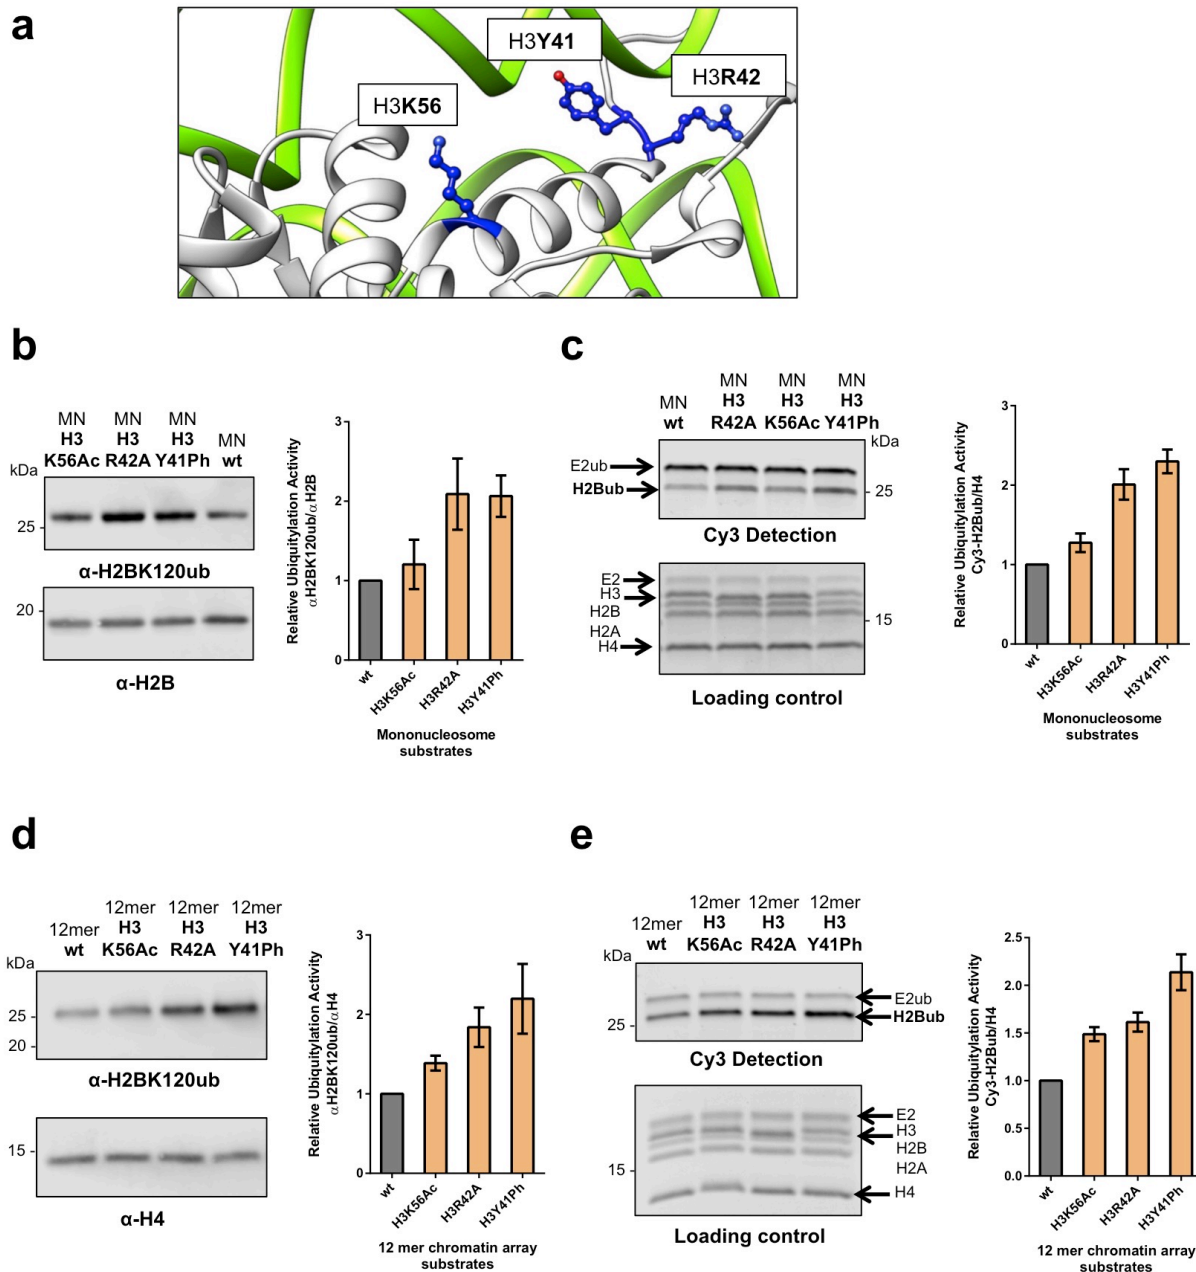 a
H3Y41
H3R42
H3K56
b
MN MN MN MN
H3 H3 H3 wt
K56Ac R42A Y41Ph
kDa
25
α-H2BK120ub
20
α-H2B
Relative Ubiquitylation Activity
αH2BK120ub/αH2B
3
2
1
0
wt
H3K56Ac
H3R42A
H3Y41Ph
Mononucleosome
substrates
c
MN MN MN MN
wt H3 H3 H3
R42A K56Ac Y41Ph
kDa
E2ub
H2Bub
25
Cy3 Detection
E2
H3
H2B
H2A
H4
15
Loading control
Relative Ubiquitylation Activity
Cy3-H2Bub/H4
3
2
1
0
wt
H3K56Ac
H3R42A
H3Y41Ph
Mononucleosome
substrates
d
12mer 12mer 12mer 12mer
wt H3 H3 H3
K56Ac R42A Y41Ph
kDa
25
20
α-H2BK120ub
15
α-H4
Relative Ubiquitylation Activity
αH2BK120ub/αH4
3
2
1
0
wt
H3K56Ac
H3R42A
H3Y41Ph
12 mer chromatin array
substrates
e
12mer 12mer 12mer 12mer
wt H3 H3 H3
K56Ac R42A Y41Ph
kDa
E2ub
H2Bub
25
Cy3 Detection
E2
H3
H2B
H2A
15
H4
Loading control
Relative Ubiquitylation Activity
Cy3-H2Bub/H4
2.5
2.0
1.5
1.0
0.5
0.0
wt
H3K56Ac
H3R42A
H3Y41Ph
12 mer chromatin array
substrates